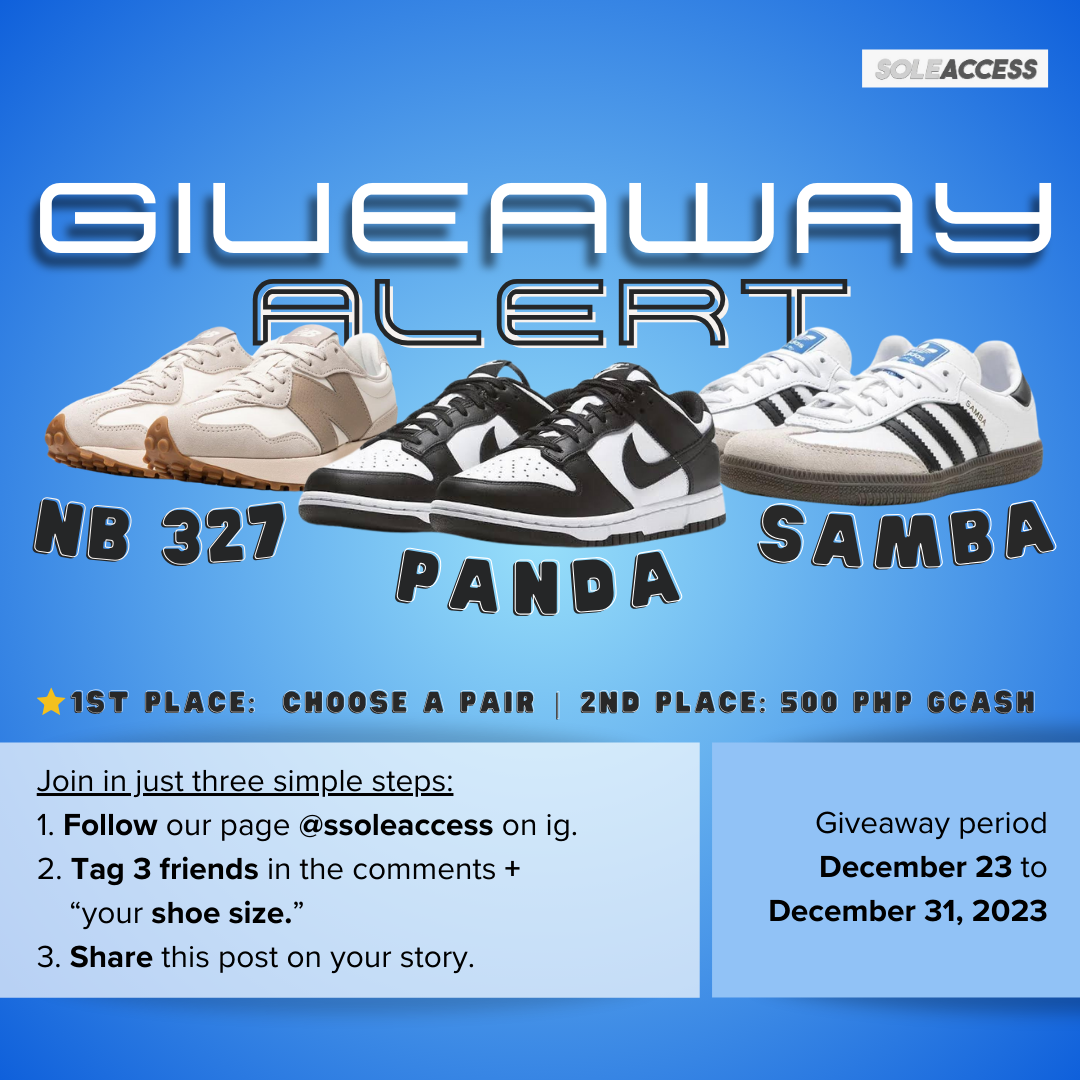 SOLEACCESS
GIVEAWAY
ALERT
SAMBA
NB 327
PANDA
SAMBA
⭐1ST PLACE: CHOOSE A PAIR | 2ND PLACE: 500 PHP GCASH
Join in just three simple steps:
1. Follow our page @ssoleaccess on ig.
2. Tag 3 friends in the comments +
“your shoe size.”
3. Share this post on your story.
Giveaway period
December 23 to
December 31, 2023